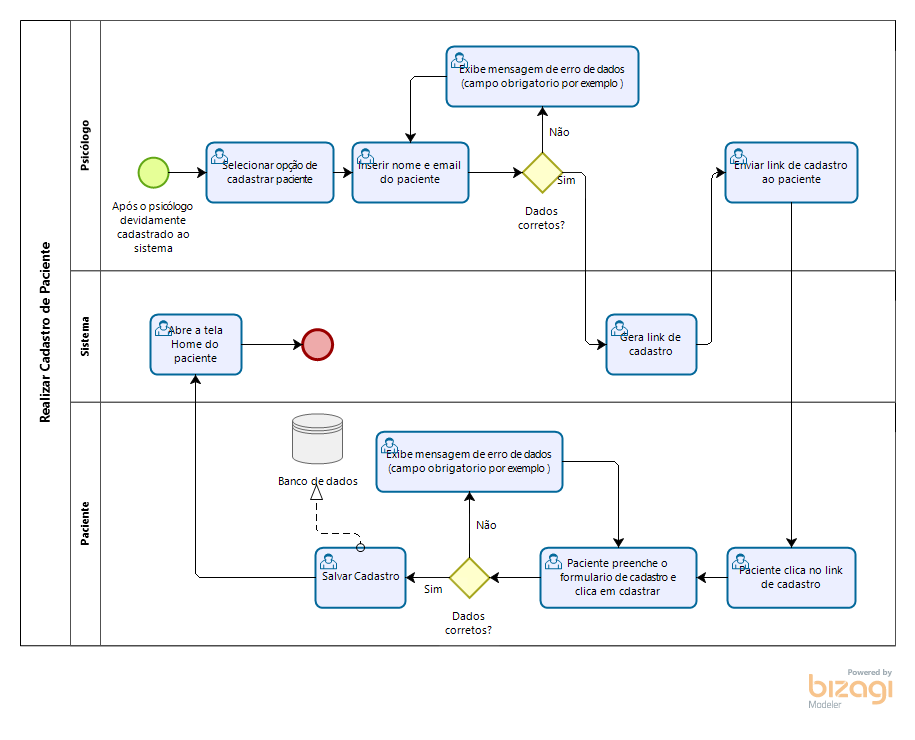 Realizar Cadastro de Paciente
Psicólogo
Exibe mensagem de erro de dados
(campo obrigatorio por exemplo )
Não
Selecionar opção de
cadastrar paciente
Inserir nome e email
do paciente
Sim
Enviar link de cadastro
ao paciente
Após o psicólogo
devidamente
cadastrado ao
sistema
Dados
corretos?
Sistema
Abre a tela
Home do
paciente
Gera link de
cadastro
Paciente
Exibe mensagem de erro de dados
(campo obrigatorio por exemplo )
Banco de dados
Não
Salvar Cadastro
Sim
Paciente preenche o
formulario de cadastro e
clica em cdastrar
Paciente clica no link
de cadastro
Dados
corretos?
Powered by
bizagi
Modeler